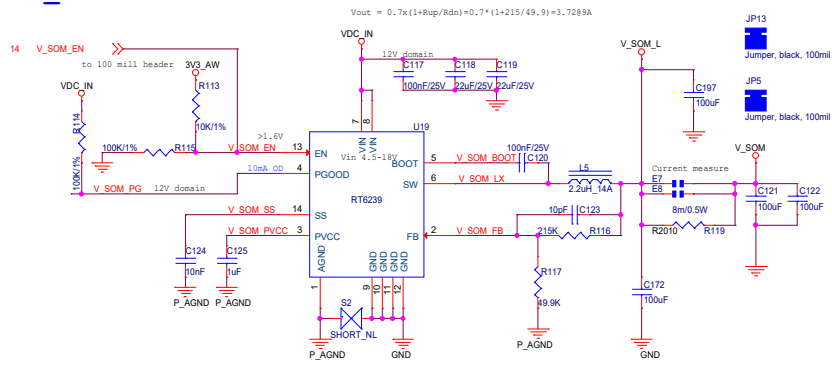 Vout = 0.7x(1+Rup/Rdn)=0.7*(1+215/49.9)=3.72@9A
JP13
Jumper, black, 100mil
14 V_SOM_EN
to 100 mill header
3V3_AW
VDC_IN
12V domain
V_SOM_L
VDC_IN
R113
10K/1%
C117
100nF/25V
C118
22uF/25V
C119
22uF/25V
C197
100uF
JP5
Jumper, black, 100mil
R114
100K/1%
100K/1%
R115
>1.6V
V_SOM_EN
13
EN
7
8
VIN
VIN
Vin 4.5-18V
U19
BOOT
5
V_SOM_BOOT
100nF/25V
C120
10mA OD
4
PGOOD
V_SOM_PG
12V domain
SW
6
V_SOM_LX
L5
2.2uH_14A
Current measure
E7
E8
V_SOM
C121
100uF
C122
100uF
RT6239
V_SOM_SS
14
SS
10pF
C123
8m/0.5W
R2010
R119
V_SOM_PVCC
3
PVCC
FB
2
V_SOM_FB
215K
R116
C124
10nF
C125
1uF
AGND
GND
GND
GND
GND
1
9
10
11
12
R117
49.9K
C172
100uF
P_AGND
P_AGND
S2
SHORT_NL
P_AGND
GND
P_AGND
GND